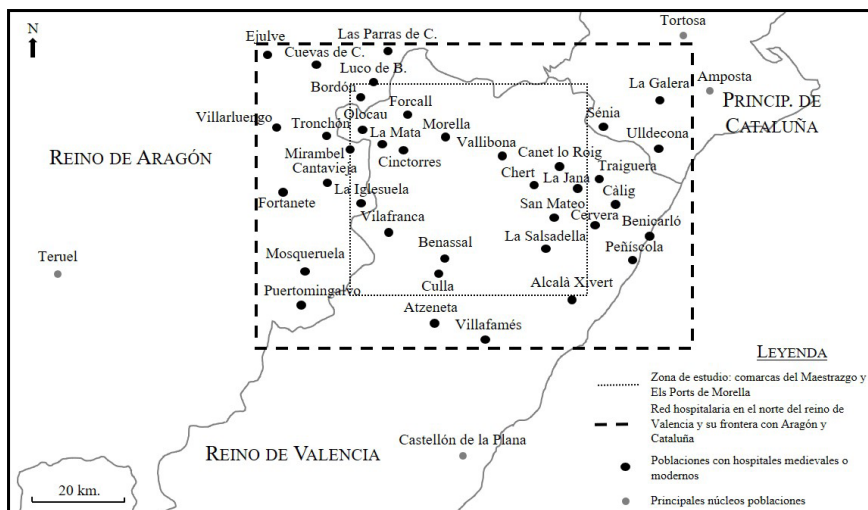 Tortosa
N
Las Parras de C.
Ejulve
Cuevas de C.
Luco de B.
La Galera
Amposta
Bordón
PRINCIP. DE
CATALUÑA
Olocau
Forcall
Sénia
Villarluengo
Tronchón
La Mata
Morella
Ulldecona
REINO DE ARAGÓN
Mirambel
Cinctorres
Vallibona
Canet lo Roig
Traiguera
Cantavieja
Chert
La Jana
La Iglesuela
Càlig
Fortanete
San Mateo
Vilafranca
Cervera
Benicarló
La Salsadella
Benassal
Peñíscola
Teruel
Mosqueruela
Culla
Alcalà Xivert
Puertomingalvo
Atzeneta
Villafamés
LEYENDA
Zona de estudio: comarcas del Maestrazgo y
Els Ports de Morella
Red hospitalaria en el norte del reino de
Valencia y su frontera con Aragón y
Cataluña
Castellón de la Plana
REINO DE VALENCIA
Poblaciones con hospitales medievales o
modernos
20 km.
Principales núcleos poblaciones